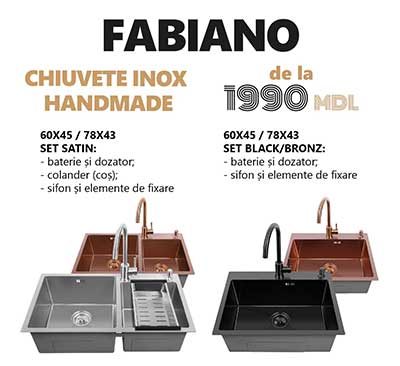 FABIANO
CHIUVETE INOX
HANDMADE
de la
1990 MDL
60X45 / 78X43
SET SATIN:
- baterie și dozator;
- colander (coș);
- sifon și elemente de fixare
60X45 / 78X43
SET BLACK/BRONZ:
- baterie și dozator;
- sifon și elemente de fixare